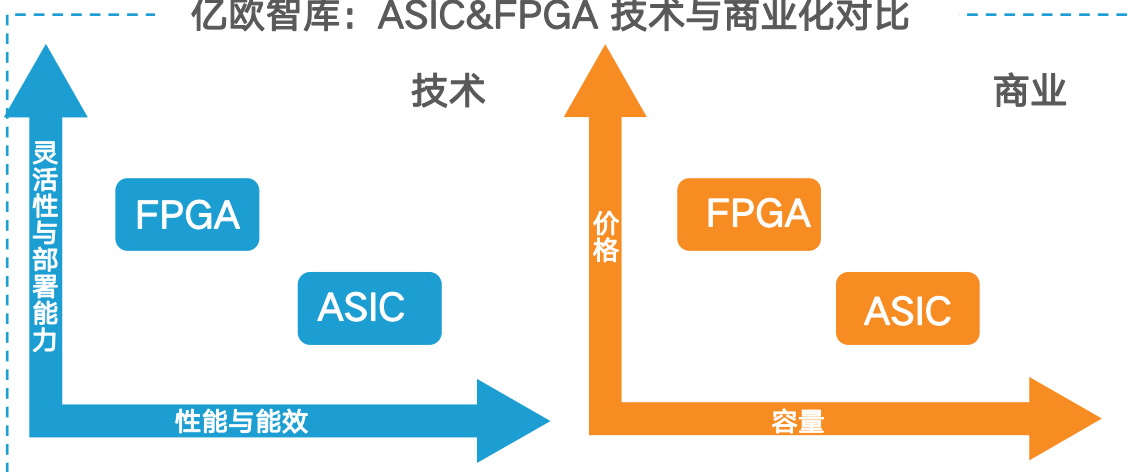 亿欧智库：ASIC&FPGA 技术与商业化对比
技术
灵活性与部署能力
FPGA
ASIC
性能与能效
商业
价格
FPGA
ASIC
容量